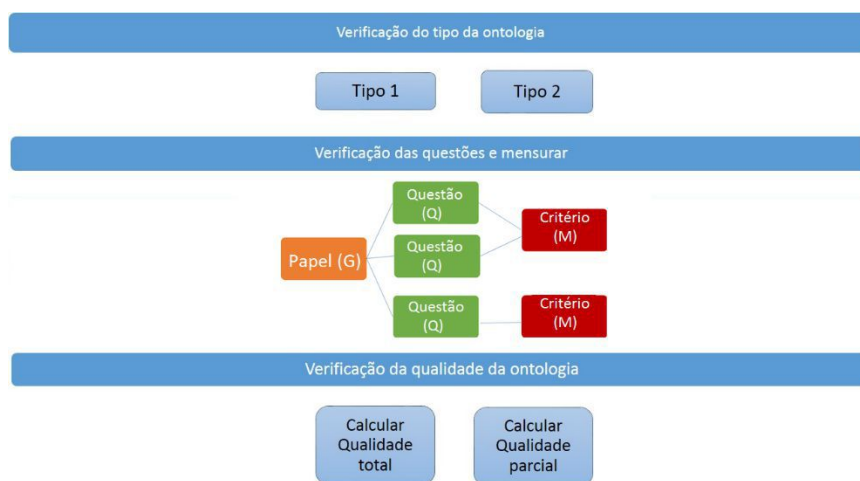 Verificação do tipo da ontologia
Tipo 1
Tipo 2
Verificação das questões e mensurar
Questão
(Q)
Critério
(M)
Papel (G)
Questão
(Q)
Questão
(Q)
Critério
(M)
Verificação da qualidade da ontologia
Calcular
Qualidade
total
Calcular
Qualidade
parcial